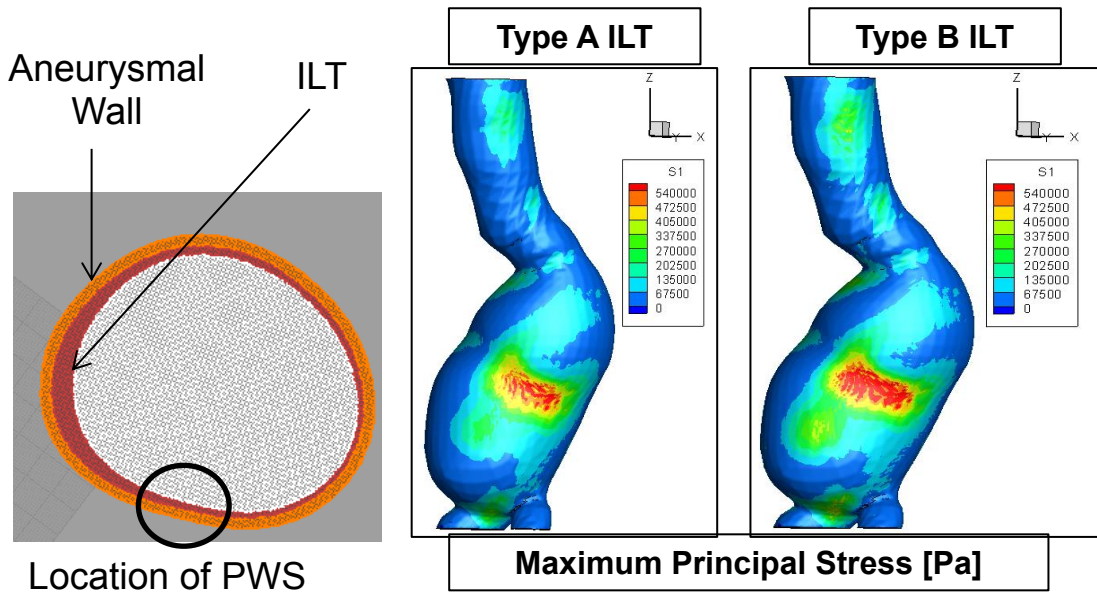 Aneurysmal
Wall
ILT
Location of PWS
Type A ILT
Z
Y
X
S1
540000
472500
405000
337500
270000
202500
135000
67500
0
Type B ILT
Z
Y
X
S1
540000
472500
405000
337500
270000
202500
135000
67500
0
Maximum Principal Stress [Pa]